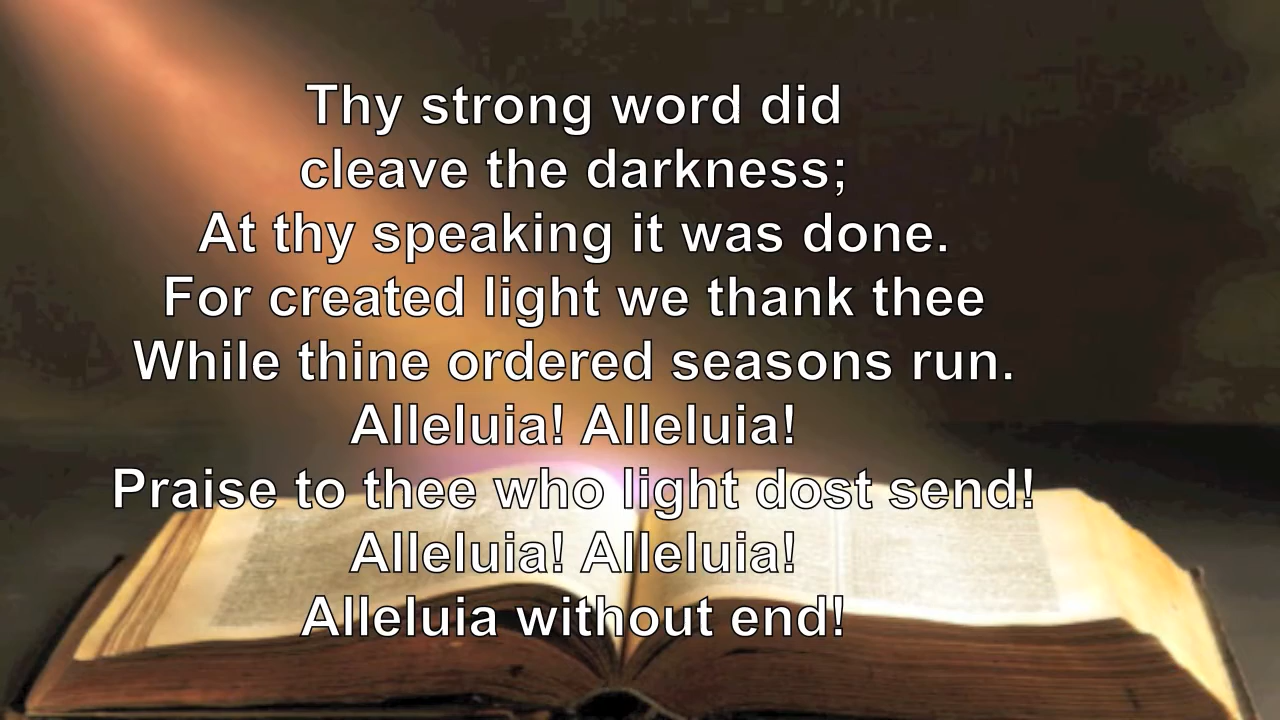 Thy strong word did
cleave the darkness;
At thy speaking it was done.
For created light we thank thee
While thine ordered seasons run.
Alleluia! Alleluia!
Praise to thee who light dost send!
Alleluia! Alleluia!
Alleluia without end!